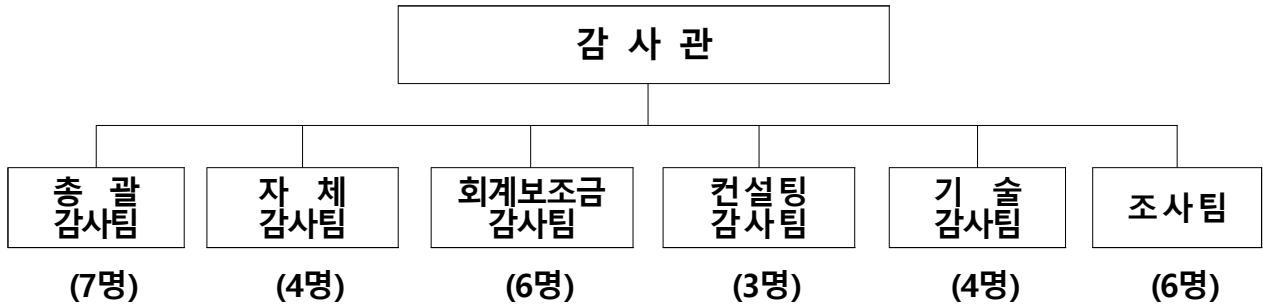 감 사 관
총 괄
감사팀
자 체
감사팀
회계보조금
감사팀
컨설팅
감사팀
기 술
감사팀
조사팀
(7명)
(4명)
(6명)
(3명)
(4명)
(6명)